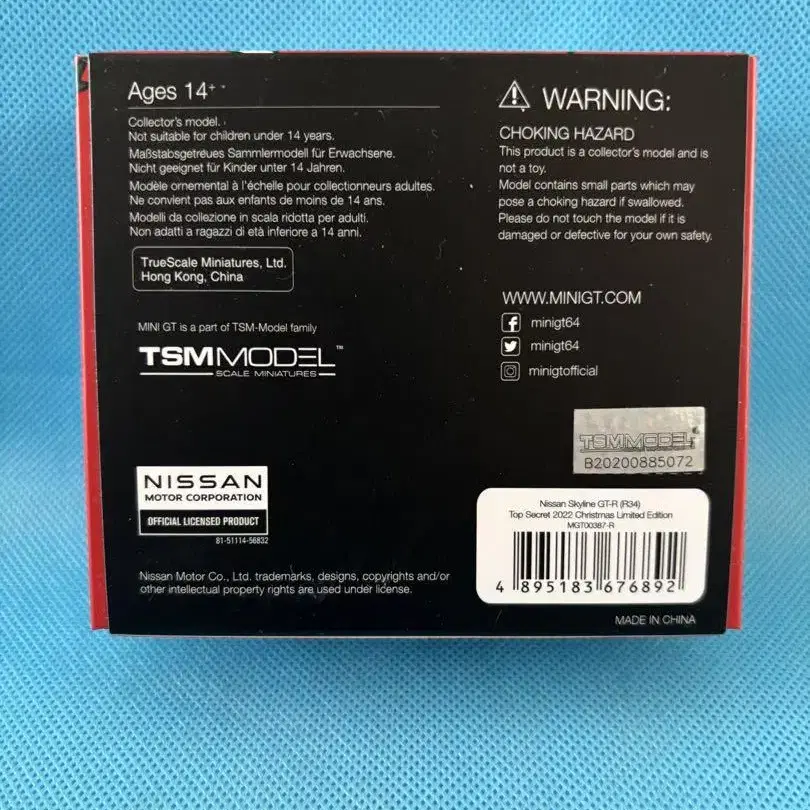 Ages 14+
Collector's model.
Not suitable for children under 14 years.
Maßstabsgetreues Sammlermodell für Erwachsene.
Nicht geeignet für Kinder unter 14 Jahren.
Modèle ornemental à l'échelle pour collectionneurs adultes.
Ne convient pas aux enfants de moins de 14 ans.
Modelli da collezione in scala ridotta per adulti.
Non adatti a ragazzi di età inferiore a 14 anni.
TrueScale Miniatures, Ltd.
Hong Kong, China
MINI GT is a part of TSM-Model family
TSMMODEL™
SCALE MINIATURES
NISSAN
MOTOR CORPORATION
OFFICIAL LICENSED PRODUCT
81-51114-56832
Nissan Motor Co., Ltd. trademarks, designs, copyrights and/or
other intellectual property rights are used under license.
WARNING:
CHOKING HAZARD
This product is a collector's model and is
not a toy.
Model contains small parts which may
pose a choking hazard if swallowed.
Please do not touch the model if it is
damaged or defective for your own safety.
WWW.MINIGT.COM
minigt64
minigt64
minigtofficial
TSMMODEL
B20200885072
Nissan Skyline GT-R (R34)
Top Secret 2022 Christmas Limited Edition
MGT00387-R
4 895183 676892
MADE IN CHINA